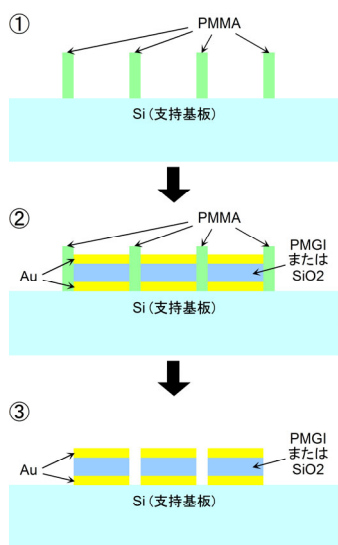 ①
PMMA
Si（支持基板）
②
PMMA
Au
PMGI
または
SiO2
Si（支持基板）
③
Au
PMGI
または
SiO2
Si（支持基板）